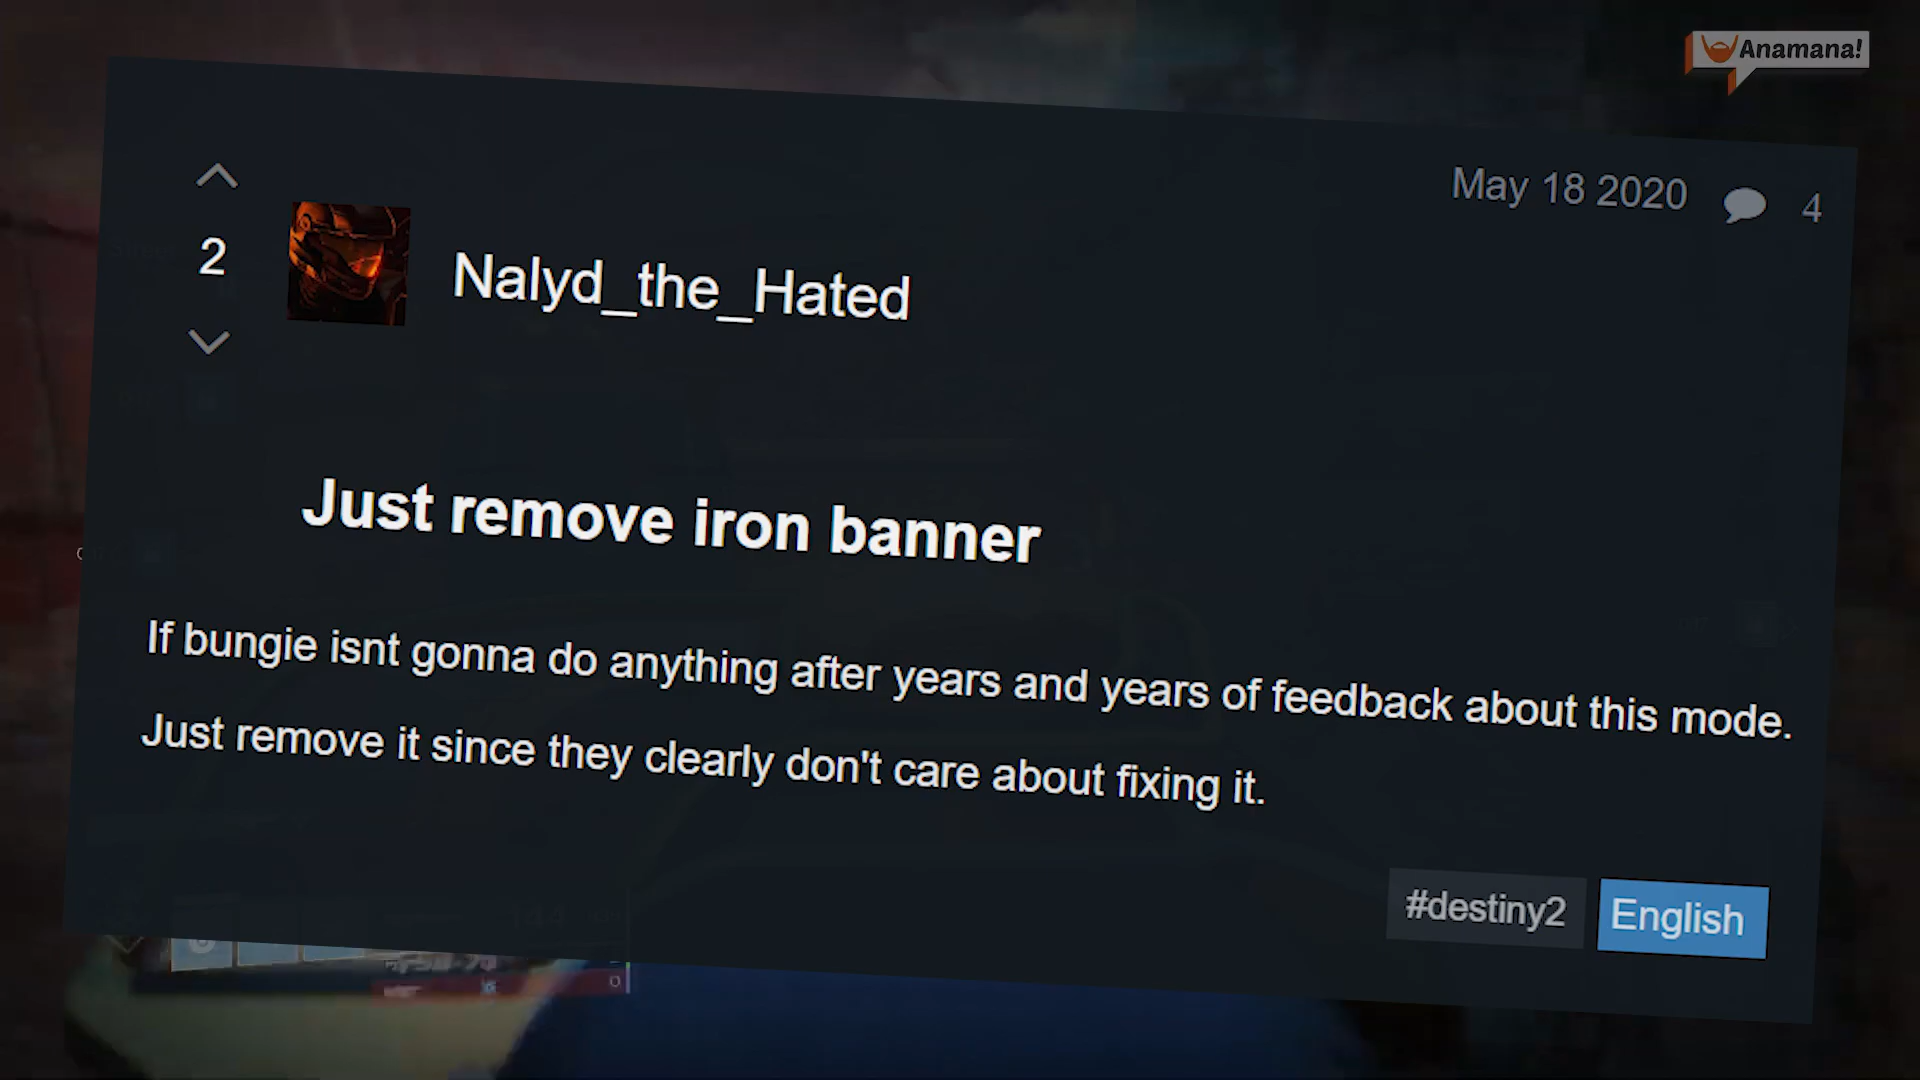 Anamana!
May 18 2020 4
2
Nalyd_the_Hated
Just remove iron banner
If bungie isnt gonna do anything after years and years of feedback about this mode.
Just remove it since they clearly don't care about fixing it.
#destiny2 English
0